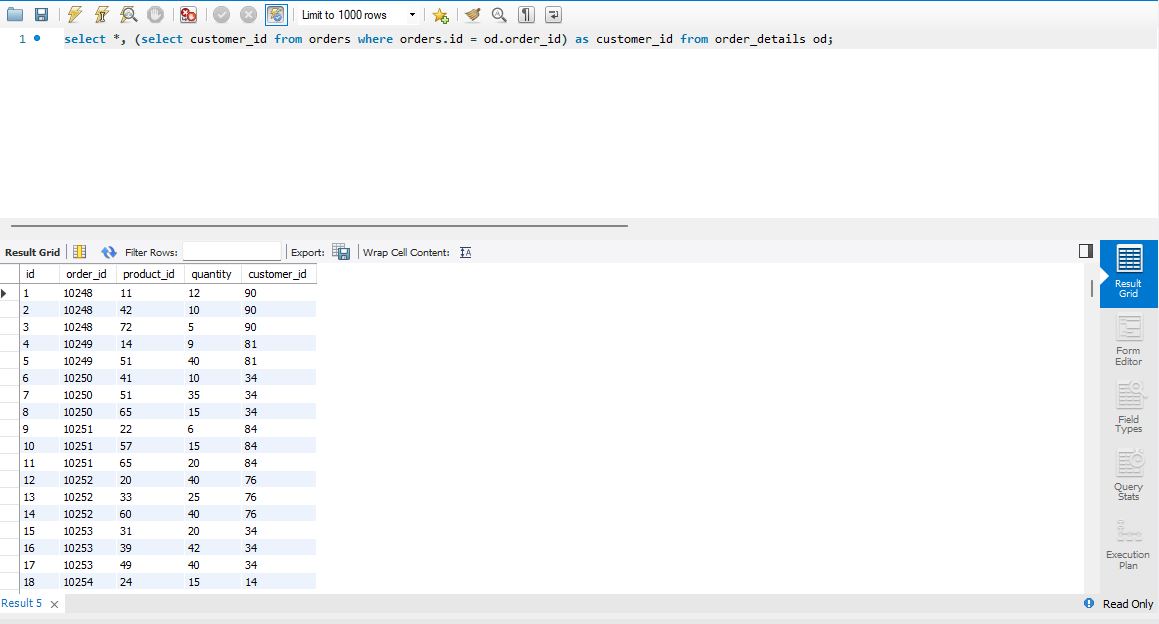 Limit to 1000 rows
1 select *, (select customer_id from orders where orders.id = od.order_id) as customer_id from order_details od;
Result Grid Filter Rows: Export: Wrap Cell Content:
id order_id product_id quantity customer_id
1 10248 11 12 90
2 10248 42 10 90
3 10248 72 5 90
4 10249 14 9 81
5 10249 51 40 81
6 10250 41 10 34
7 10250 51 35 34
8 10250 65 15 34
9 10251 22 6 84
10 10251 57 15 84
11 10251 65 20 84
12 10252 20 40 76
13 10252 33 25 76
14 10252 60 40 76
15 10253 31 20 34
16 10253 39 42 34
17 10253 49 40 34
18 10254 24 15 14
Result
Grid
Form
Editor
Field
Types
Query
Stats
Execution
Plan
Result 5
Read Only